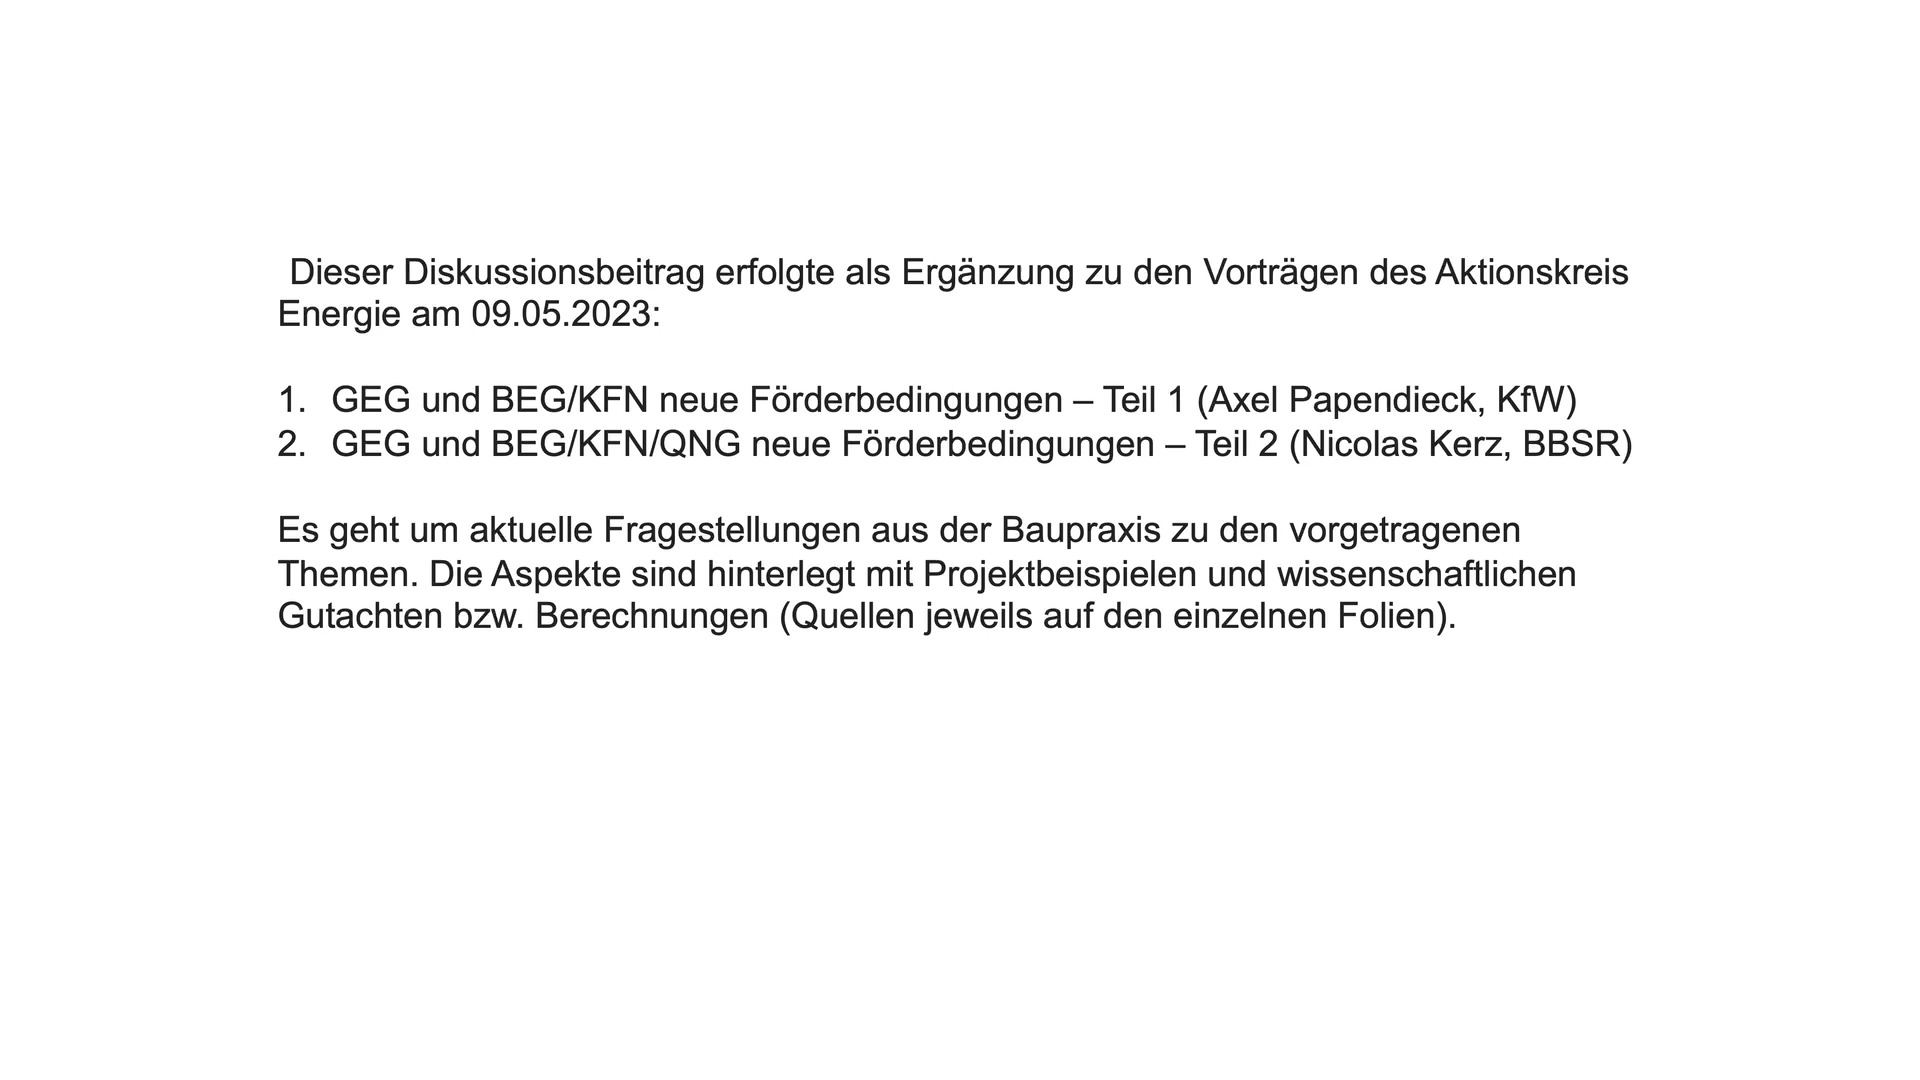 Dieser Diskussionsbeitrag erfolgte als Ergänzung zu den Vorträgen des Aktionskreis
Energie am 09.05.2023:
1. GEG und BEG/KFN neue Förderbedingungen – Teil 1 (Axel Papendieck, KfW)
2. GEG und BEG/KFN/QNG neue Förderbedingungen – Teil 2 (Nicolas Kerz, BBSR)
Es geht um aktuelle Fragestellungen aus der Baupraxis zu den vorgetragenen
Themen. Die Aspekte sind hinterlegt mit Projektbeispielen und wissenschaftlichen
Gutachten bzw. Berechnungen (Quellen jeweils auf den einzelnen Folien).